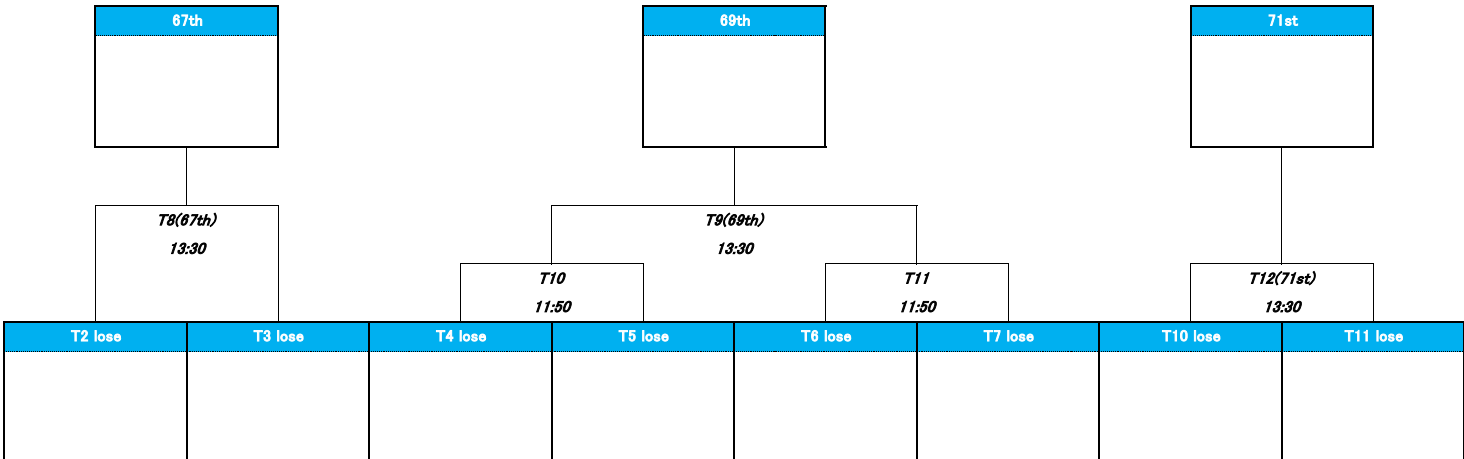 67th
69th
71st
T8(67th)
13:30
T9(69th)
13:30
T10
11:50
T11
11:50
T12(71st)
13:30
T2 lose
T3 lose
T4 lose
T5 lose
T6 lose
T7 lose
T10 lose
T11 lose